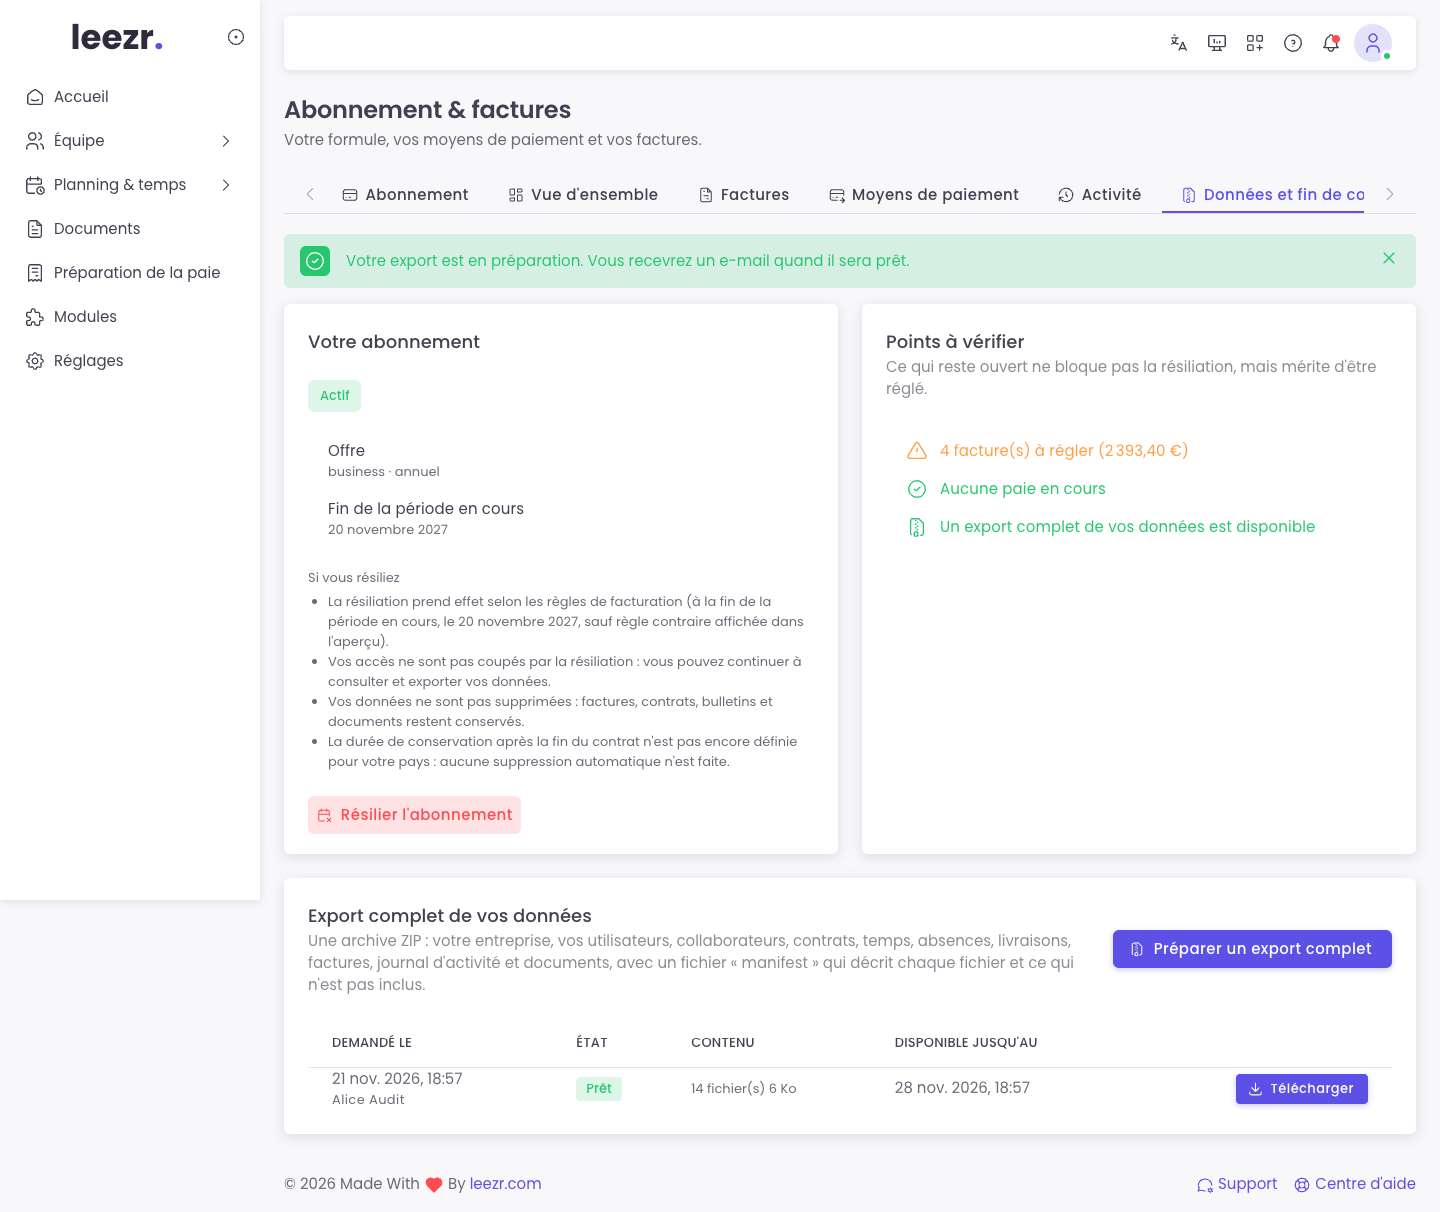 leezr.
Accueil
Équipe
Planning & temps
Documents
Préparation de la paie
Modules
Réglages
Abonnement & factures
Votre formule, vos moyens de paiement et vos factures.
Abonnement
Vue d'ensemble
Factures
Moyens de paiement
Activité
Données et fin de co
Votre export est en préparation. Vous recevrez un e-mail quand il sera prêt.
Votre abonnement
Actif
Offre
business · annuel
Fin de la période en cours
20 novembre 2027
Si vous résiliez
La résiliation prend effet selon les règles de facturation (à la fin de la
période en cours, le 20 novembre 2027, sauf règle contraire affichée dans
l'aperçu).
Vos accès ne sont pas coupés par la résiliation : vous pouvez continuer à
consulter et exporter vos données.
Vos données ne sont pas supprimées : factures, contrats, bulletins et
documents restent conservés.
La durée de conservation après la fin du contrat n'est pas encore définie
pour votre pays : aucune suppression automatique n'est faite.
Résilier l'abonnement
Points à vérifier
Ce qui reste ouvert ne bloque pas la résiliation, mais mérite d'être
réglé.
4 facture(s) à régler (2 393,40 €)
Aucune paie en cours
Un export complet de vos données est disponible
Export complet de vos données
Une archive ZIP : votre entreprise, vos utilisateurs, collaborateurs, contrats, temps, absences, livraisons,
factures, journal d'activité et documents, avec un fichier « manifest » qui décrit chaque fichier et ce qui
n'est pas inclus.
Préparer un export complet
DEMANDÉ LE ÉTAT CONTENU DISPONIBLE JUSQU'AU
21 nov. 2026, 18:57
Alice Audit
Prêt
14 fichier(s) 6 Ko
28 nov. 2026, 18:57
Télécharger
© 2026 Made With By leezr.com
Support
Centre d'aide